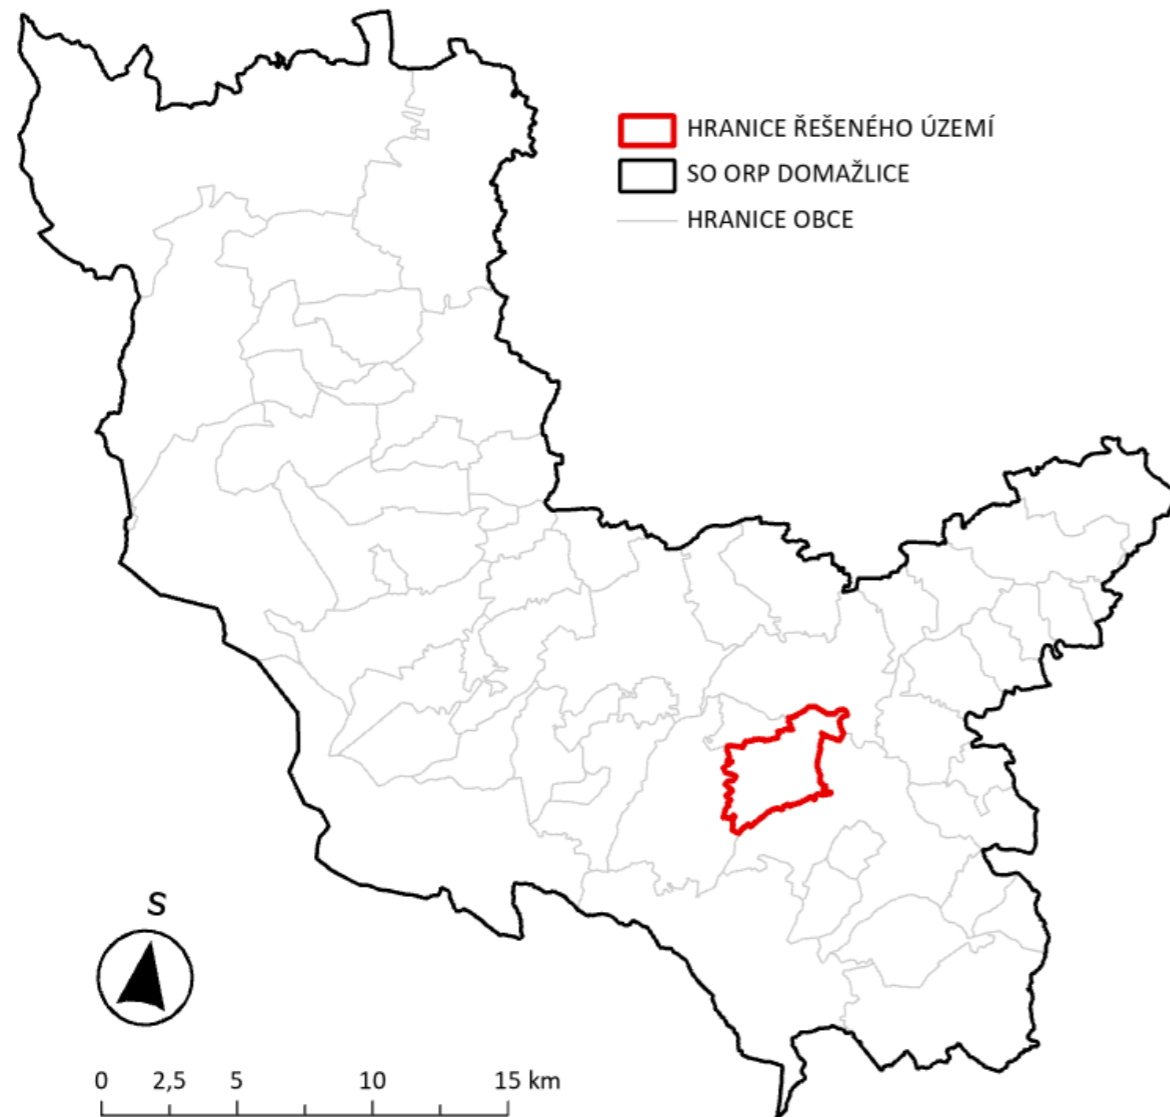 HRANICE ŘEŠENÉHO ÚZEMÍ
SO ORP DOMAŽLICE
HRANICE OBCE
S
0 2,5 5 10 15 km